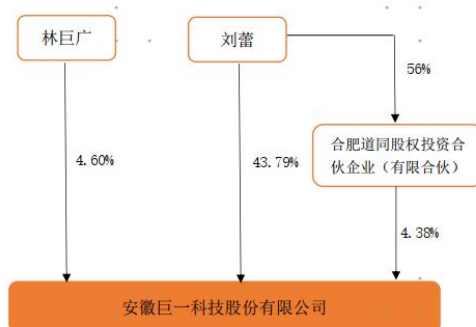 林巨广
刘蕾
56%
合肥道同股权投资合
伙企业（有限合伙）
4.60%
43.79%
4.38%
安徽巨一科技股份有限公司